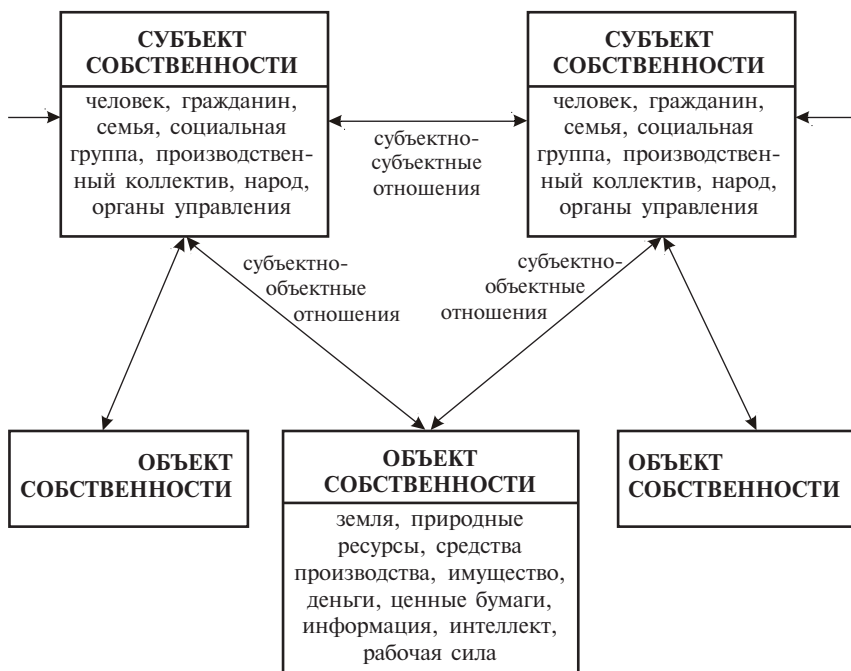 СУБЪЕКТ
СОБСТВЕННОСТИ
человек, гражданин,
семья, социальная
группа, производствен-
ный коллектив, народ,
органы управления
субъектно-
субъектные
отношения
СУБЪЕКТ
СОБСТВЕННОСТИ
человек, гражданин,
семья, социальная
группа, производствен-
ный коллектив, народ,
органы управления
субъектно-
объектные
отношения
субъектно-
объектные
отношения
ОБЪЕКТ
СОБСТВЕННОСТИ
ОБЪЕКТ
СОБСТВЕННОСТИ
земля, природные
ресурсы, средства
производства, имущество,
деньги, ценные бумаги,
информация, интеллект,
рабочая сила
ОБЪЕКТ
СОБСТВЕННОСТИ